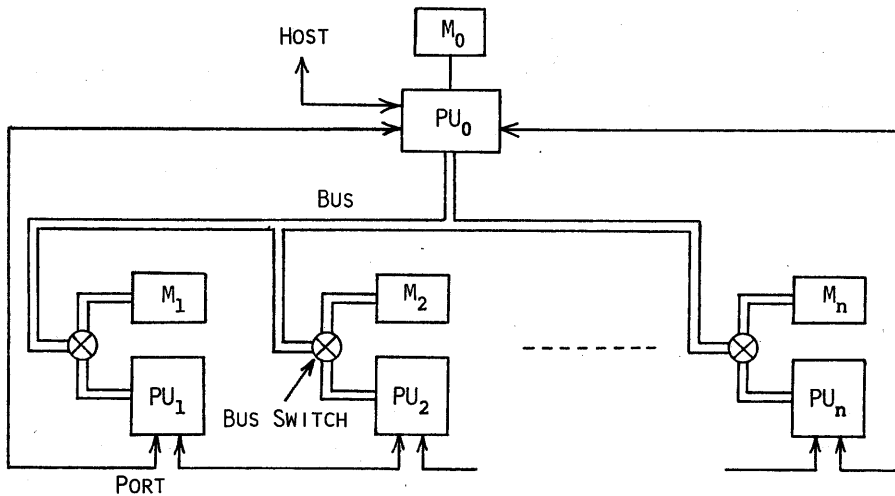 M₀
HOST
PU₀
BUS
M₁
M₂
Mₙ
PU₁
BUS SWITCH
PU₂
PUₙ
PORT